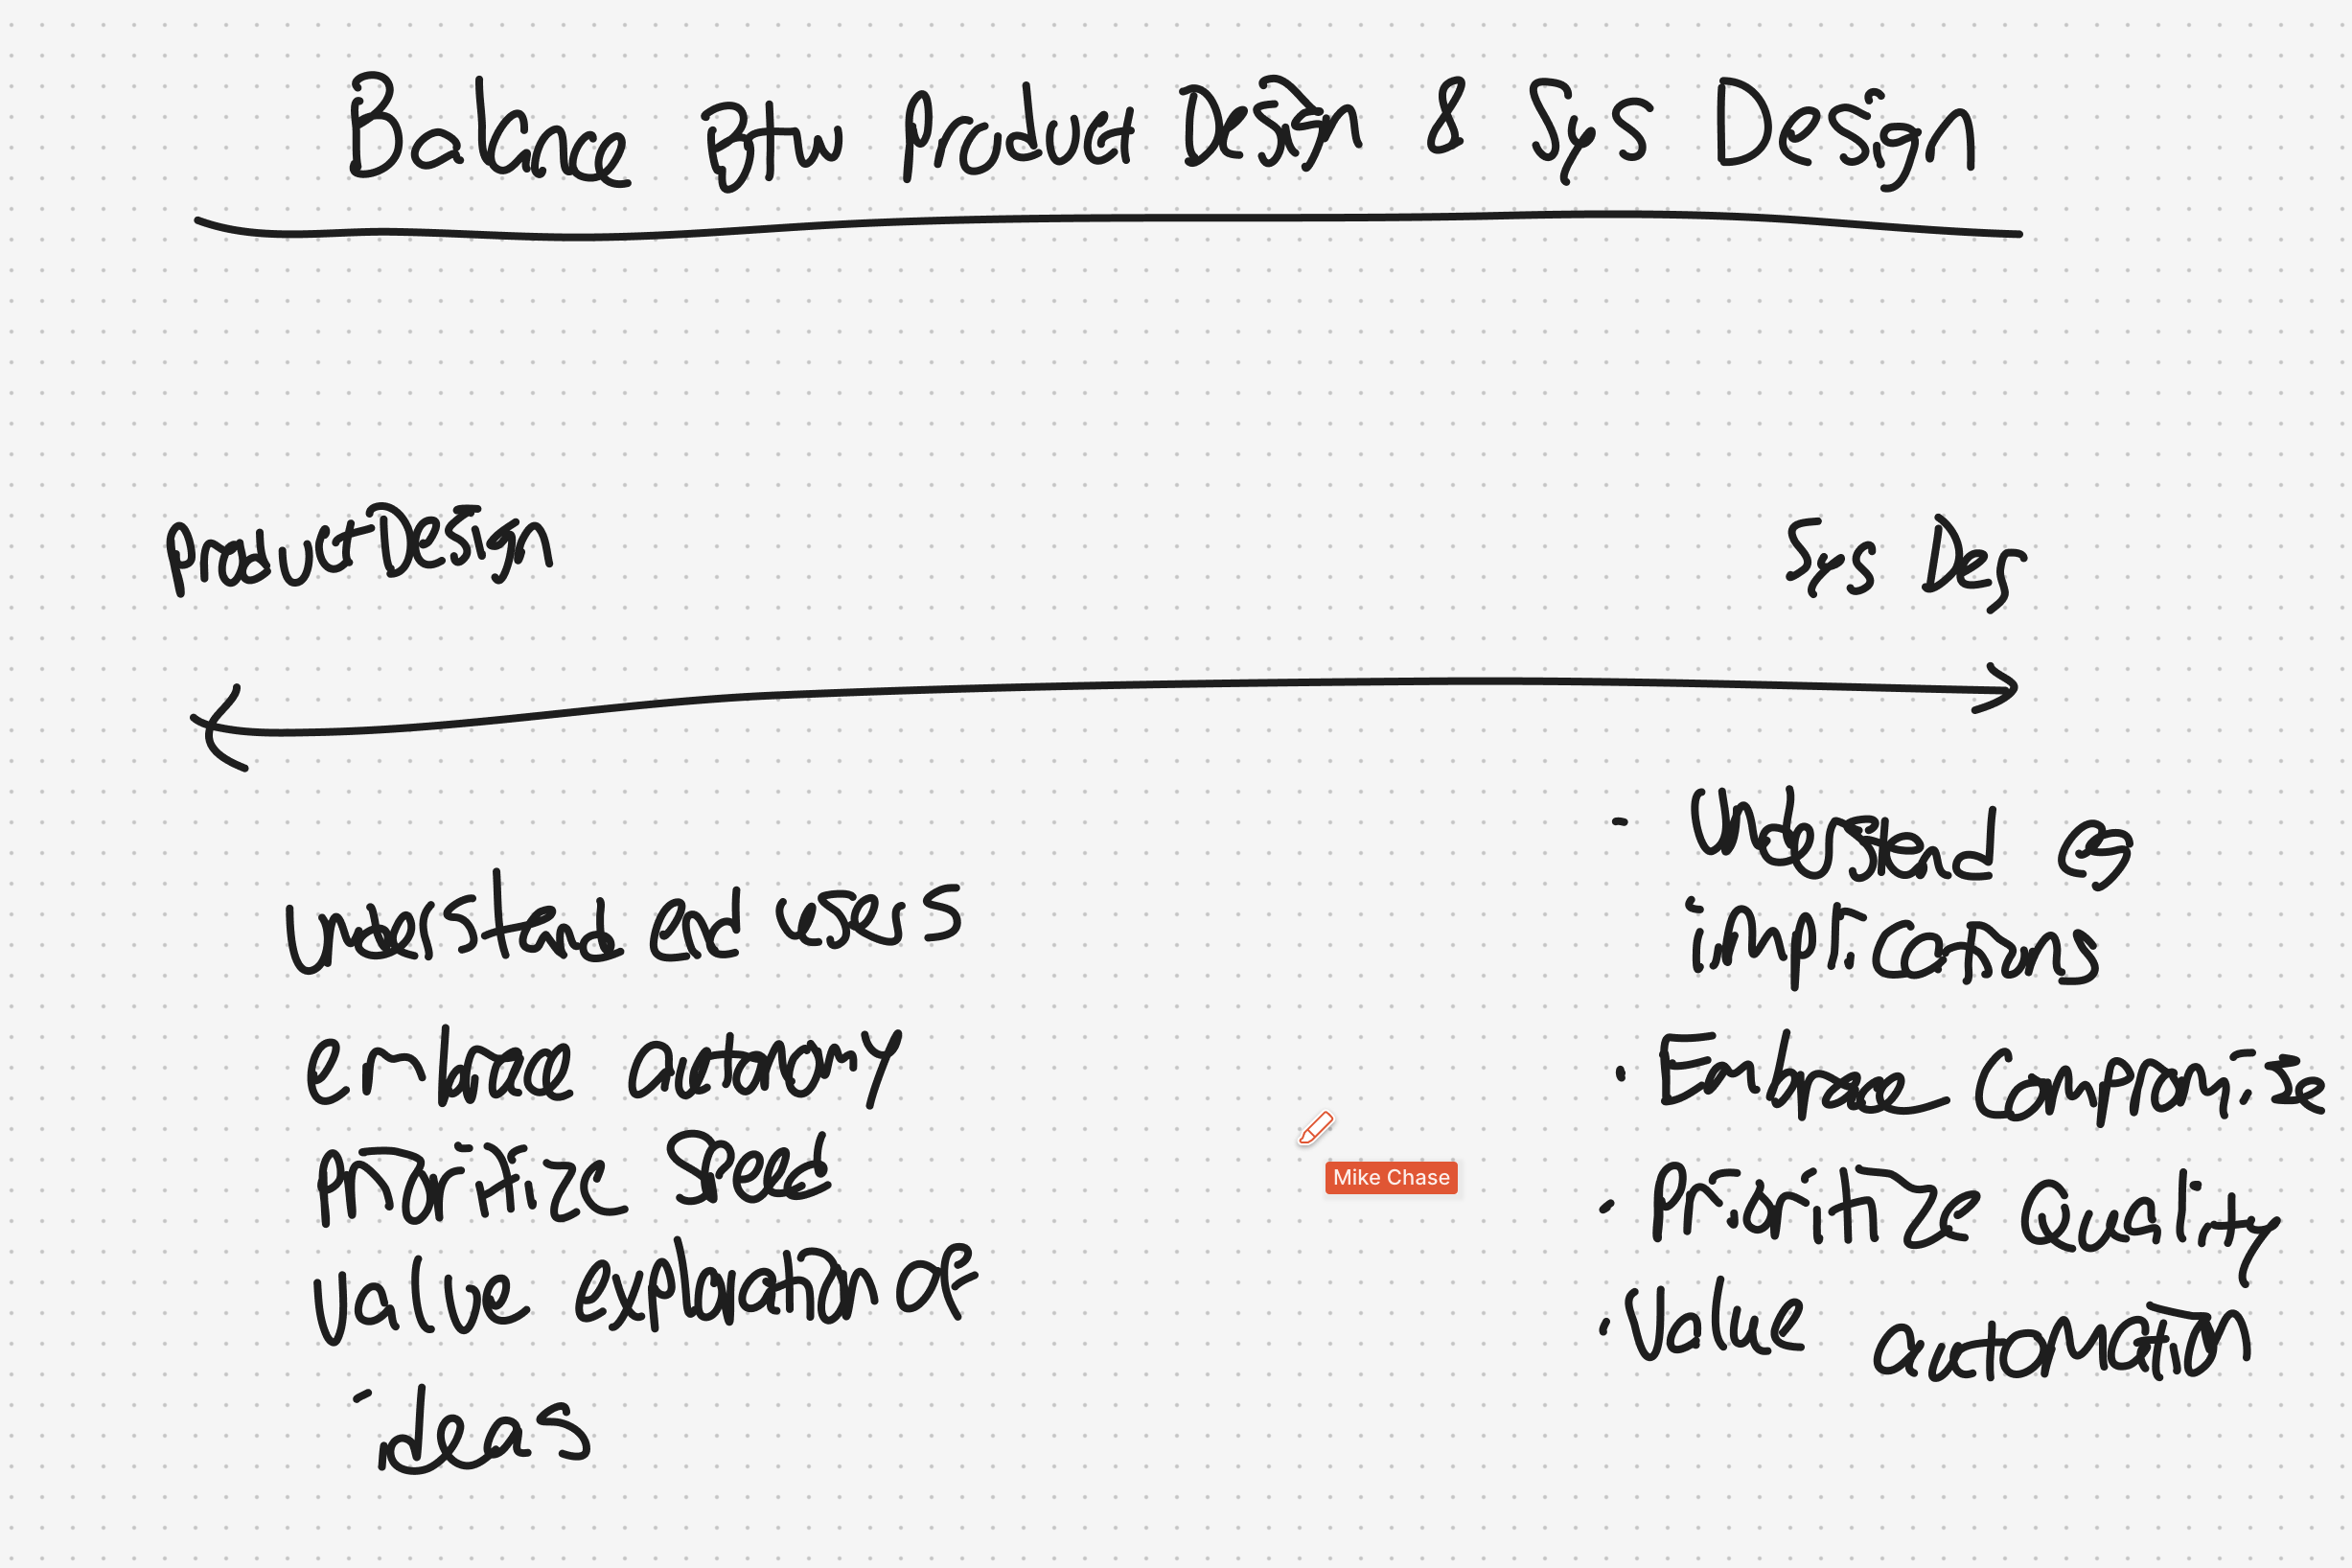 Balance Btw Product Design & Sys Design
Product Design
Sys Des
understand end users
embrace autonomy
prioritize speed
value exploration of
ideas
- Understand eg
implications
• Embrace compromise
• Prioritize Quality
• Value automation
Mike Chase